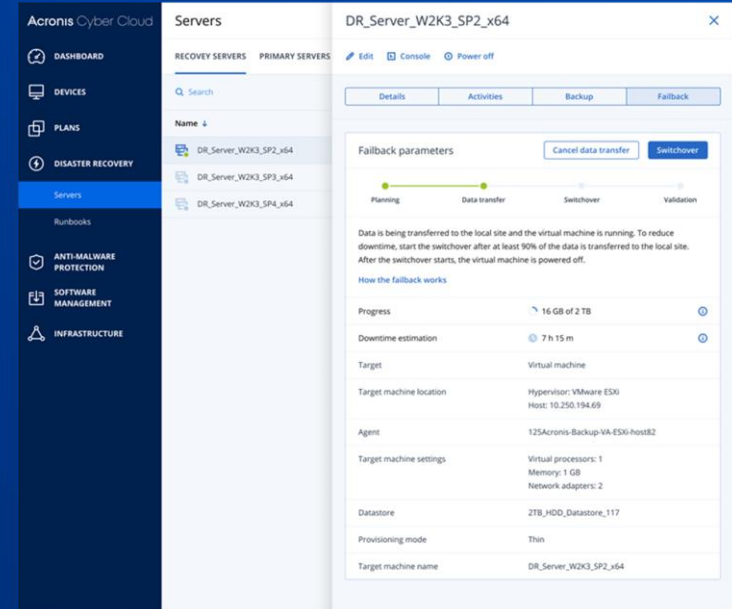 Acronis Cyber Cloud
DASHBOARD
DEVICES
PLANS
DISASTER RECOVERY
Servers
Runbooks
ANTI-MALWARE
PROTECTION
SOFTWARE
MANAGEMENT
INFRASTRUCTURE
Servers
RECOVEY SERVERS PRIMARY SERVERS
Search
Name ↓
DR_Server_W2K3_SP2_x64
DR_Server_W2K3_SP3_x64
DR_Server_W2K3_SP4_x64
DR_Server_W2K3_SP2_x64
Edit Console Power off
Details Activities Backup Failback
Failback parameters Cancel data transfer Switchover
Planning Data transfer Switchover Validation
Data is being transferred to the local site and the virtual machine is running. To reduce
downtime, start the switchover after at least 90% of the data is transferred to the local site.
After the switchover starts, the virtual machine is powered off.
How the failback works
Progress 16 GB of 2 TB
Downtime estimation 7 h 15 m
Target Virtual machine
Target machine location Hypervisor: VMware ESXi
Host: 10.250.194.69
Agent 125Acronis-Backup-VA-ESXi-host82
Target machine settings Virtual processors: 1
Memory: 1 GB
Network adapters: 2
Datastore 2TB_HDD_Datastore_117
Provisioning mode Thin
Target machine name DR_Server_W2K3_SP2_x64